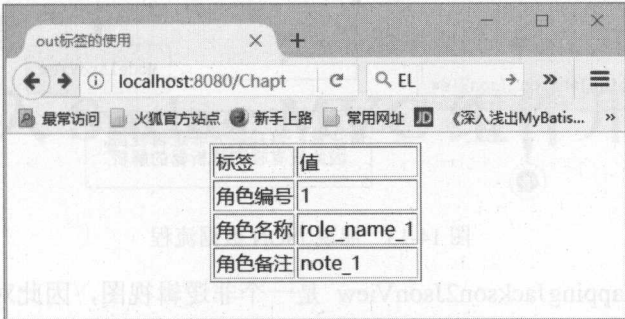 out标签的使用
localhost:8080/Chapt
EL
最常访问 火狐官方站点 新手上路 常用网址 JD 《深入浅出MyBatis... »
标签 值
角色编号 1
角色名称 role_name_1
角色备注 note_1